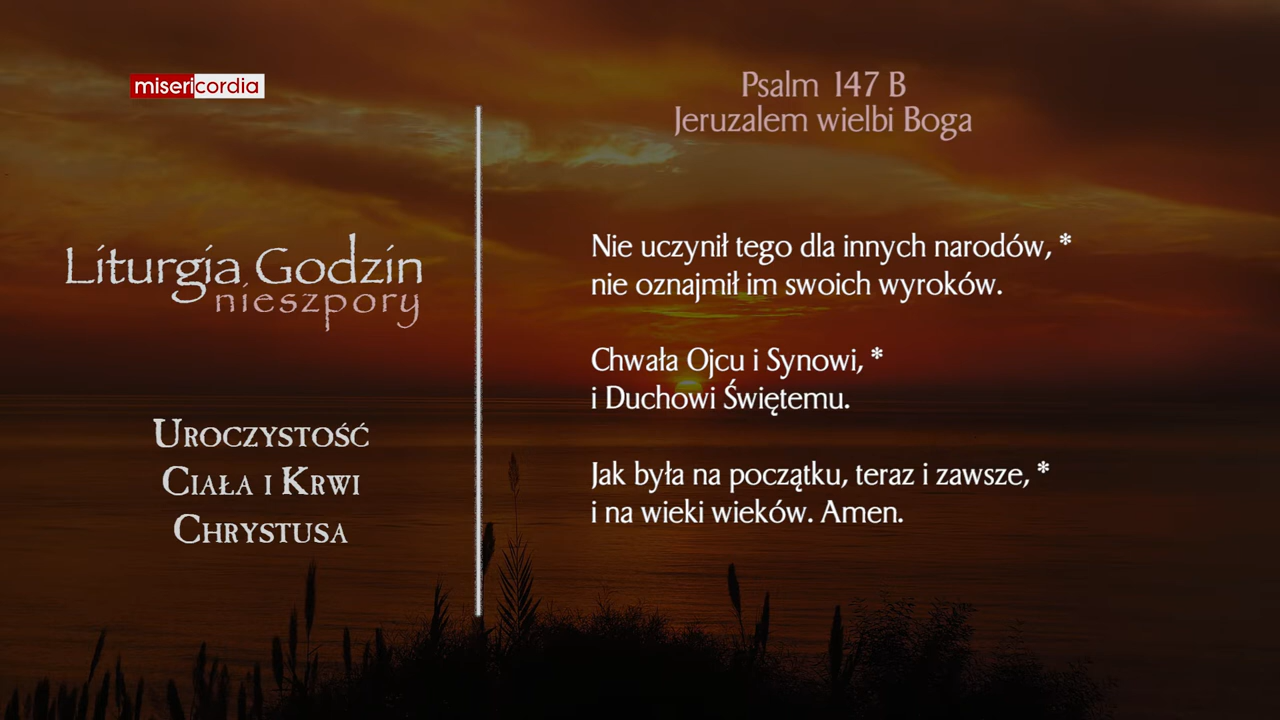 misericordia
Liturgia Godzin
nieszpory
Uroczystość
Ciała i Krwi
Chrystusa
Psalm 147 B
Jeruzalem wielbi Boga
Nie uczynił tego dla innych narodów, *
nie oznajmił im swoich wyroków.
Chwała Ojcu i Synowi, *
i Duchowi Świętemu.
Jak była na początku, teraz i zawsze, *
i na wieki wieków. Amen.